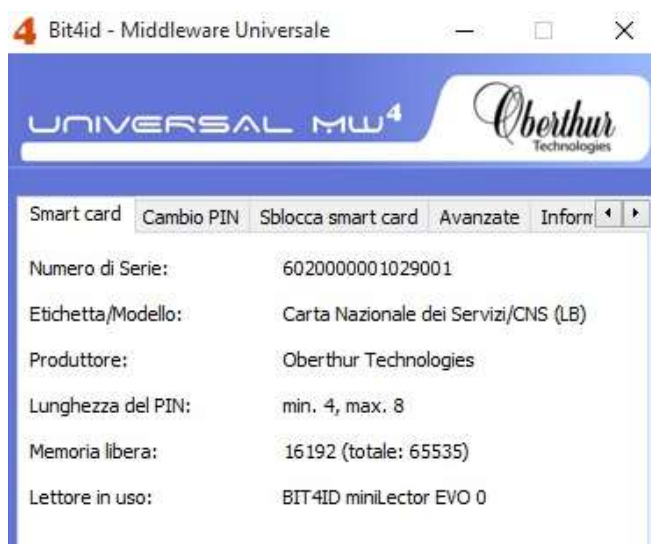 4 Bit4id - Middleware Universale
UNIVERSAL MW4
Oberthur
Technologies
Smart card Cambio PIN Sblocca smart card Avanzate Inform
Numero di Serie: 6020000001029001
Etichetta/Modello: Carta Nazionale dei Servizi/CNS (LB)
Produttore: Oberthur Technologies
Lunghezza del PIN: min. 4, max. 8
Memoria libera: 16192 (totale: 65535)
Lettore in uso: BIT4ID miniLector EVO 0